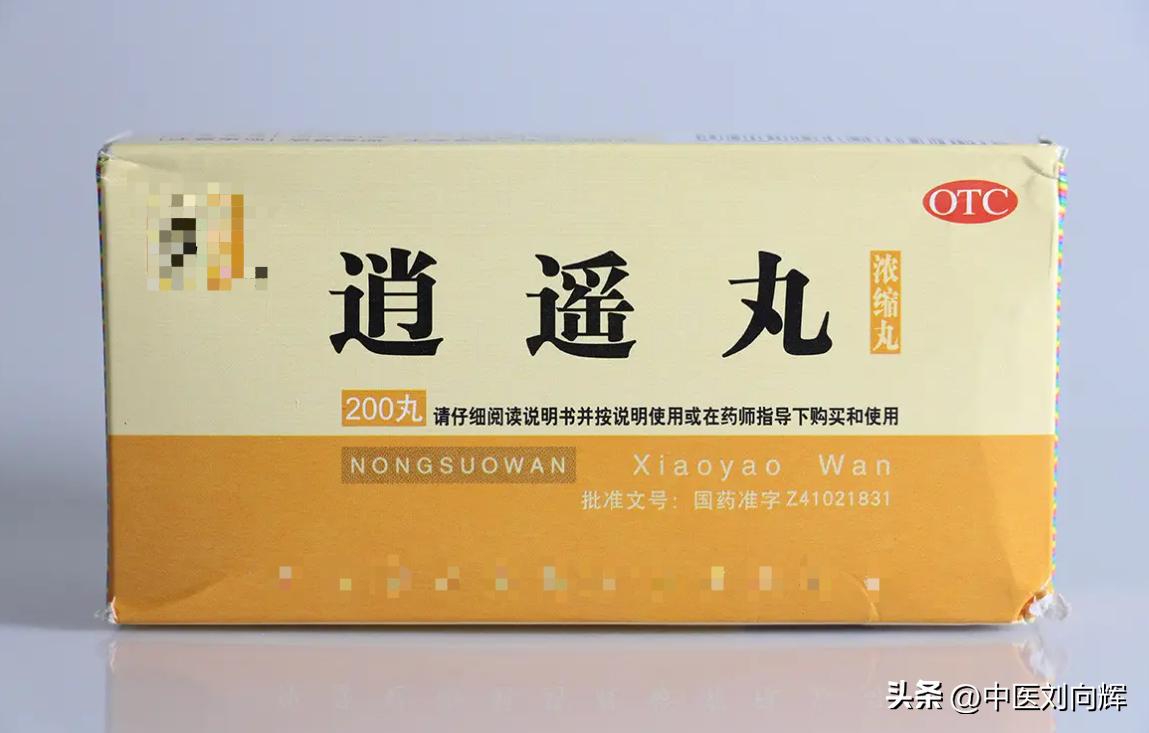 OTC
逍遥丸
浓缩丸
200丸 请仔细阅读说明书并按说明使用或在药师指导下购买和使用
NONGSUOWAN Xiaoyao Wan
批准文号：国药准字Z41021831
头条 @中医刘向辉